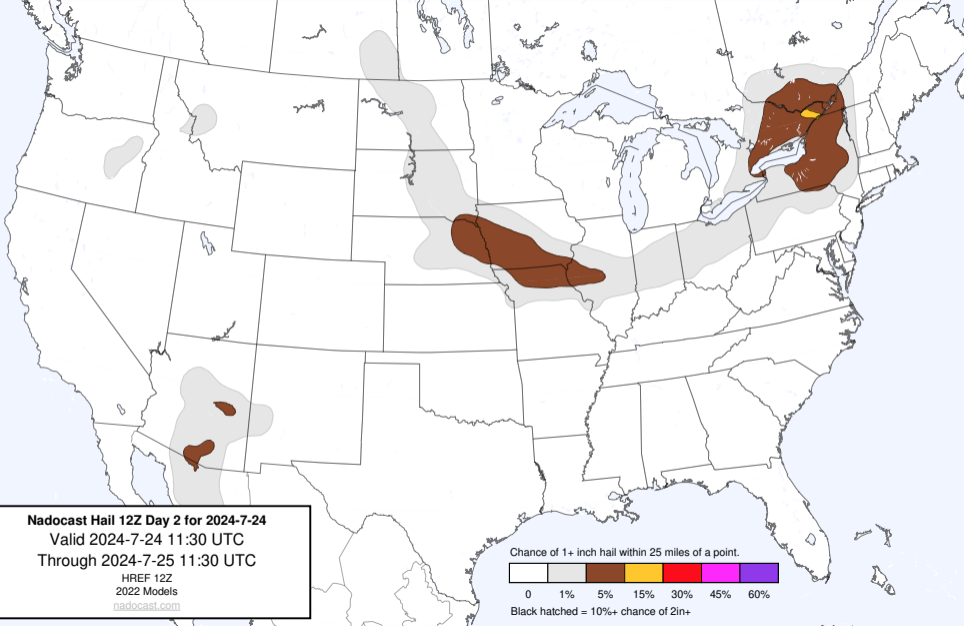 Nadocast Hail 12Z Day 2 for 2024-7-24
Valid 2024-7-24 11:30 UTC
Through 2024-7-25 11:30 UTC
HREF 12Z
2022 Models
nadocast.com
Chance of 1+ inch hail within 25 miles of a point.
0 1% 5% 15% 30% 45% 60%
Black hatched = 10%+ chance of 2in+